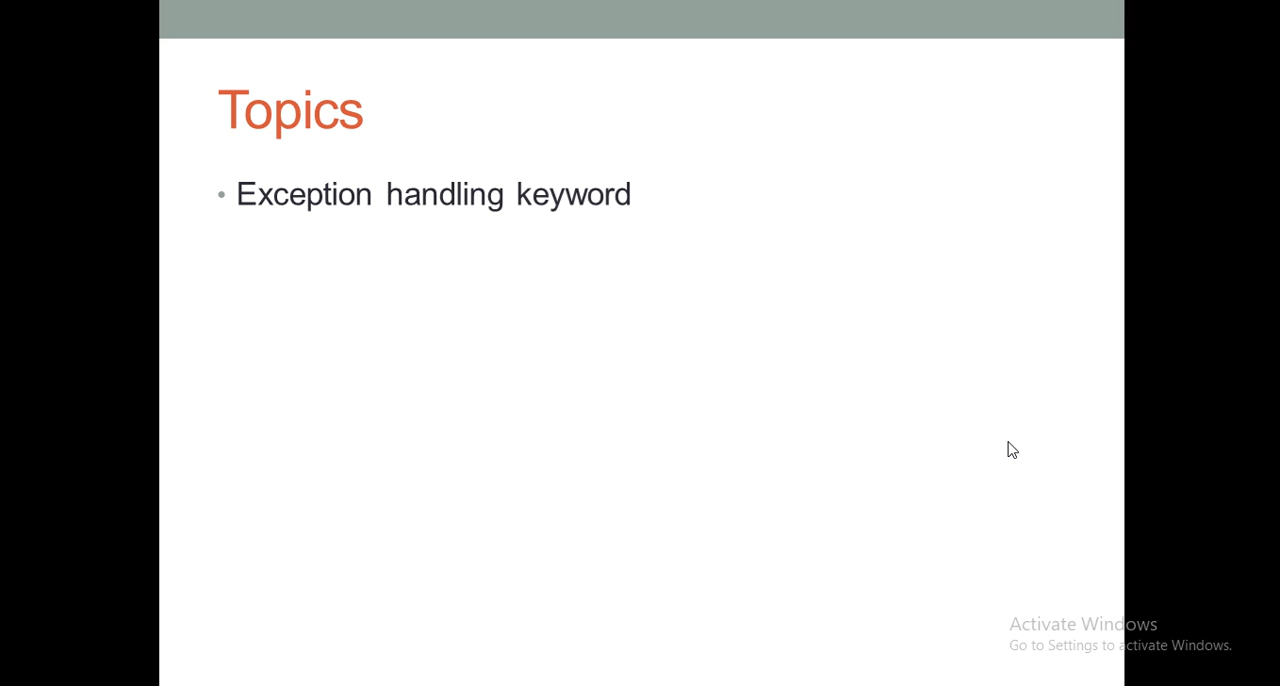 Topics
• Exception handling keyword
Activate Windows
Go to Settings to activate Windows.